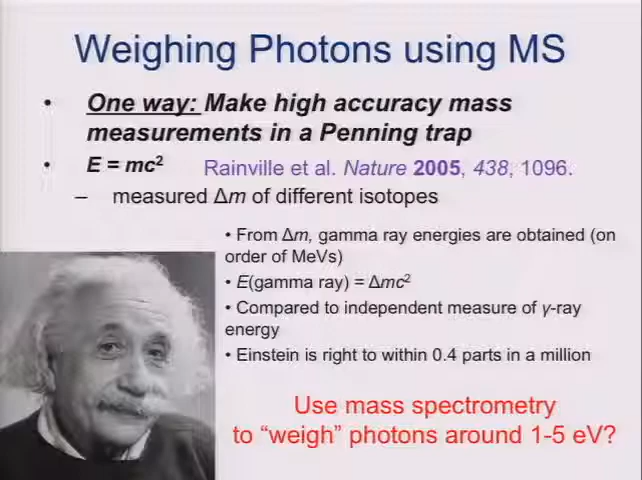 Weighing Photons using MS
• One way: Make high accuracy mass
measurements in a Penning trap
• E = mc²
Rainville et al. Nature 2005, 438, 1096.
– measured Δm of different isotopes
• From Δm, gamma ray energies are obtained (on
order of MeVs)
• E(gamma ray) = Δmc²
• Compared to independent measure of γ-ray
energy
• Einstein is right to within 0.4 parts in a million
Use mass spectrometry
to “weigh” photons around 1-5 eV?